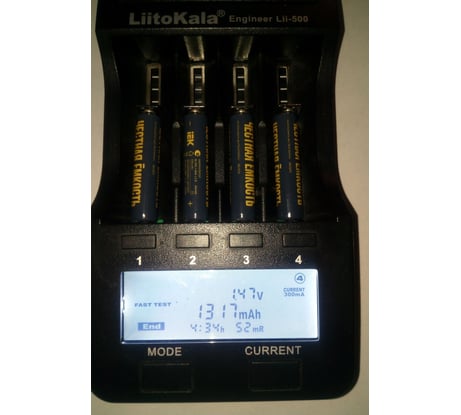 LiitoKala® Engineer Lii-500
ЧЕСТНАЯ ЁМКОСТЬ
IEK
ЧЕСТНАЯ ЁМКОСТЬ
ЧЕСТНАЯ ЁМКОСТЬ
1 2 3 4
4
CURRENT
300mA
1.47V
FAST TEST
1317mAh
End
4:34h 52mR
MODE CURRENT